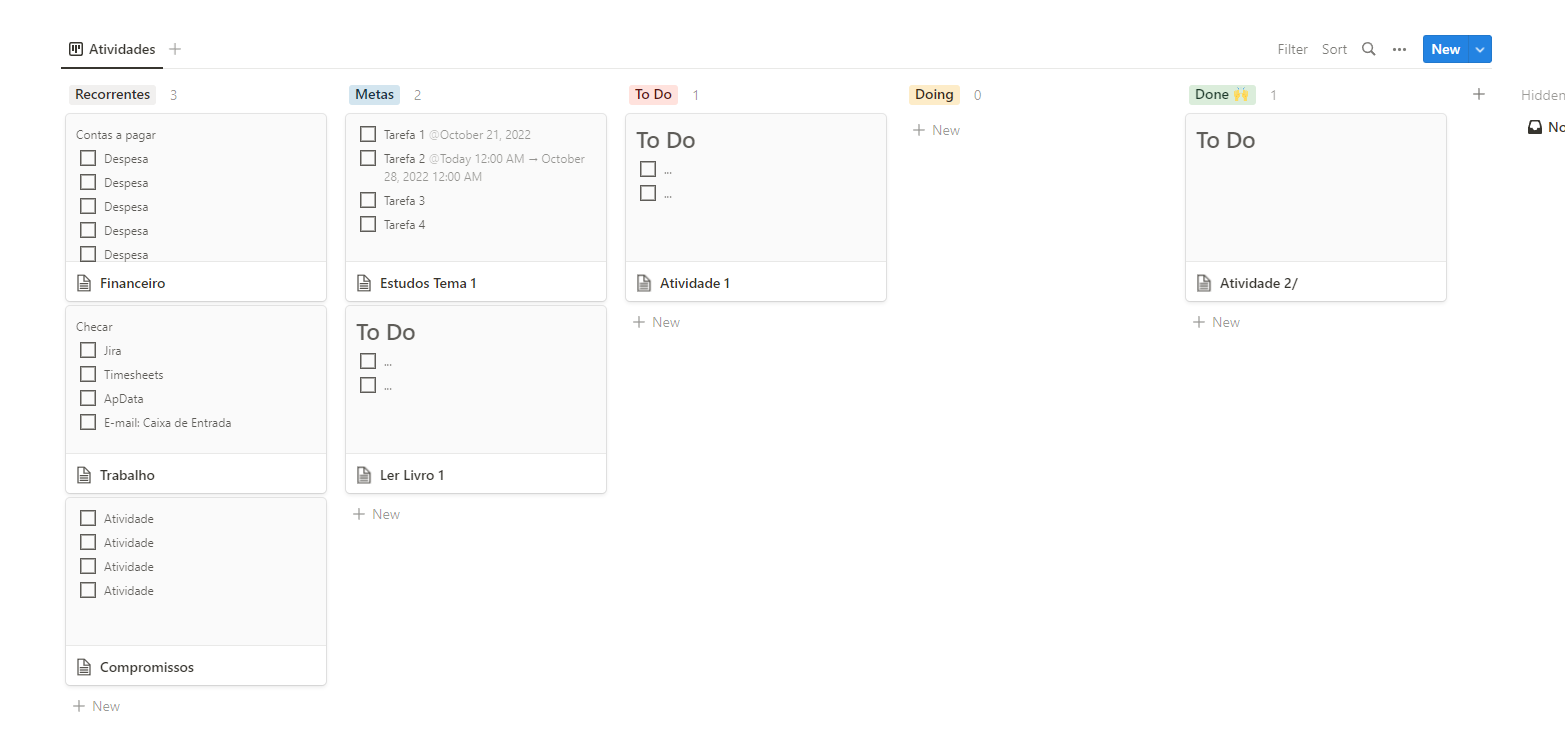 Atividades
Filter Sort New
Recorrentes 3
Contas a pagar
Despesa
Despesa
Despesa
Despesa
Despesa
Financeiro
Checar
Jira
Timesheets
ApData
E-mail: Caixa de Entrada
Trabalho
Atividade
Atividade
Atividade
Atividade
Compromissos
+ New
Metas 2
Tarefa 1 @October 21, 2022
Tarefa 2 @Today 12:00 AM → October
28, 2022 12:00 AM
Tarefa 3
Tarefa 4
Estudos Tema 1
To Do
...
...
Ler Livro 1
+ New
To Do 1
To Do
...
...
Atividade 1
+ New
Doing 0
+ New
Done 🙌 1
To Do
Atividade 2/
+ New
Hidden